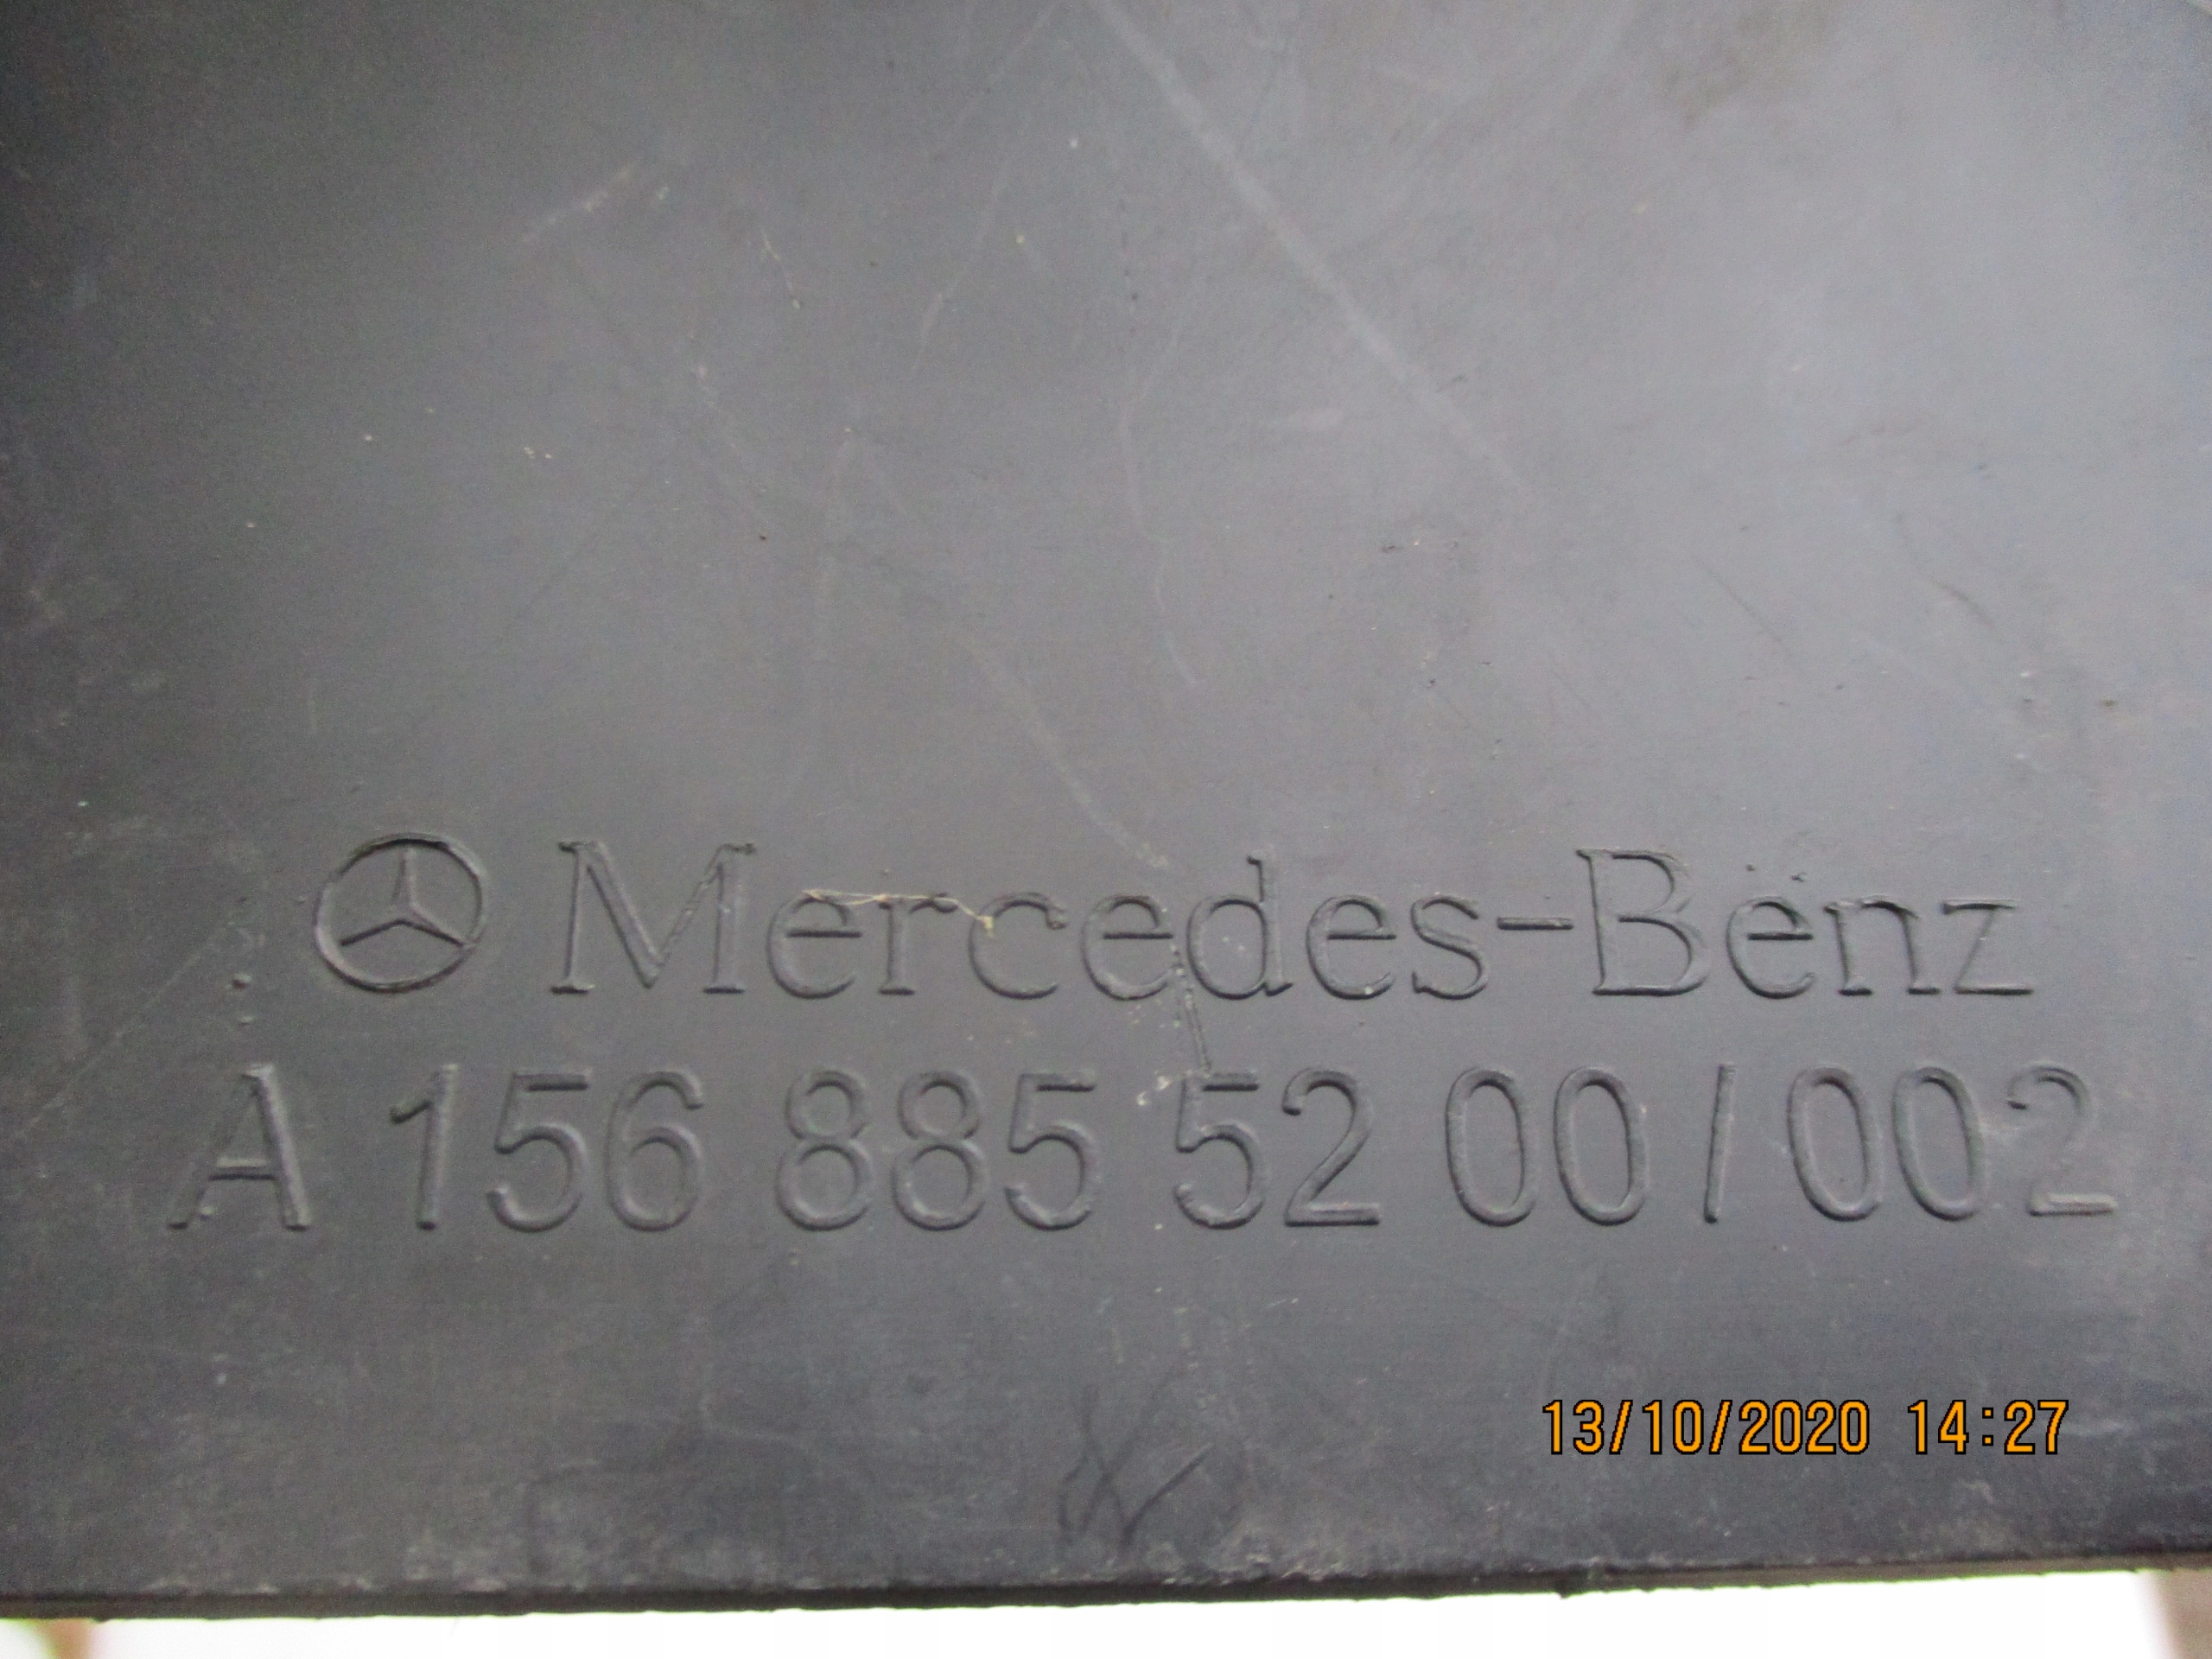 Mercedes-Benz
A 156 885 52 00 / 002
13/10/2020 14:27